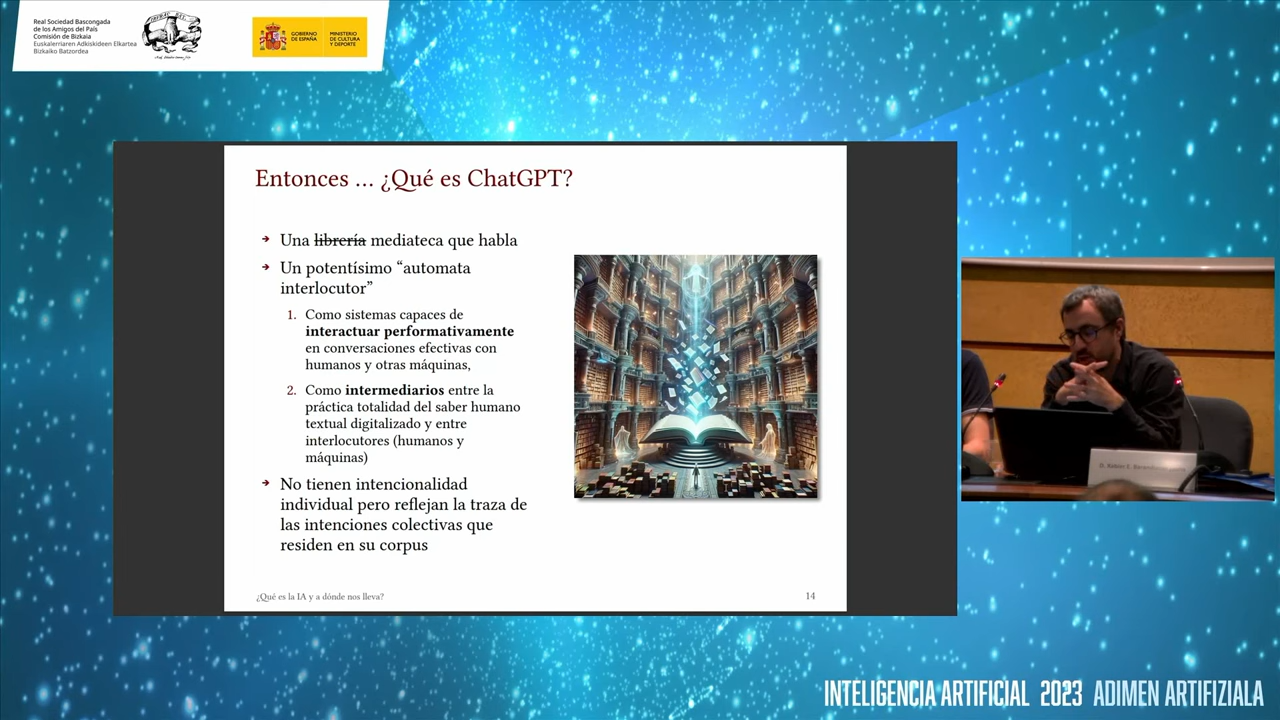 Real Sociedad Bascongada
de los Amigos del País
Comisión de Bizkaia
Euskalerriaren Adiskideen Elkartea
Bizkaiko Batzordea
GOBIERNO
DE ESPAÑA
MINISTERIO
DE CULTURA
Y DEPORTE
Entonces ... ¿Qué es ChatGPT?
➔ Una librería mediateca que habla
➔ Un potentísimo “automata
interlocutor”
1. Como sistemas capaces de
interactuar performativamente
en conversaciones efectivas con
humanos y otras máquinas,
2. Como intermediarios entre la
práctica totalidad del saber humano
textual digitalizado y entre
interlocutores (humanos y
máquinas)
➔ No tienen intencionalidad
individual pero reflejan la traza de
las intenciones colectivas que
residen en su corpus
¿Qué es la IA y a dónde nos lleva?
14
INTELIGENCIA ARTIFICIAL 2023 ADIMEN ARTIFIZIALA